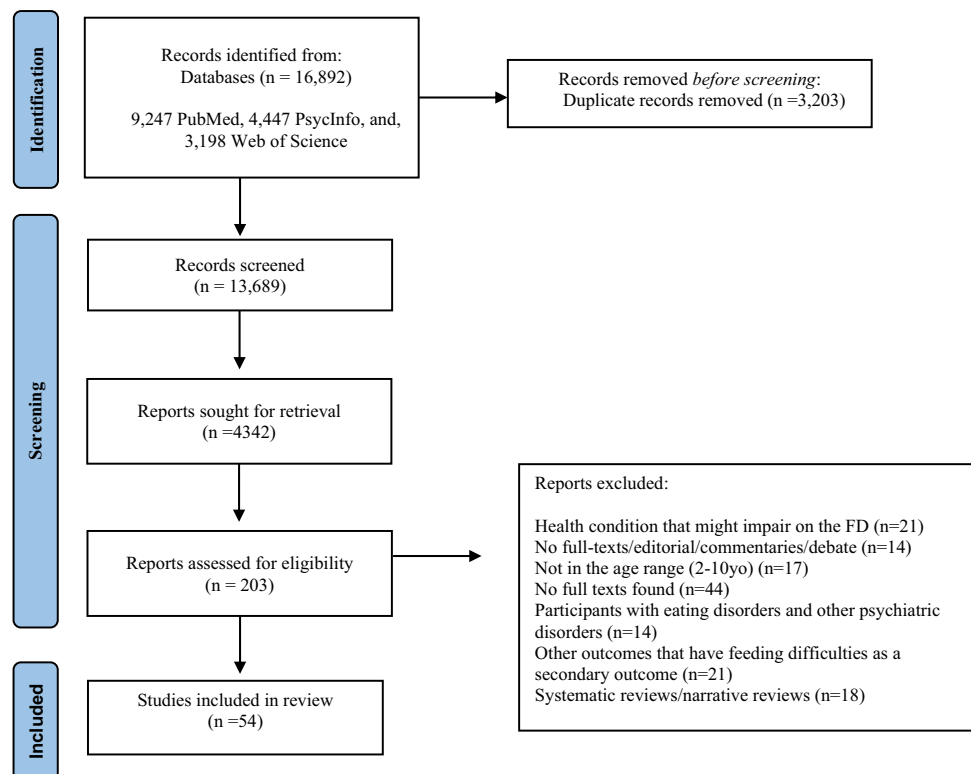 Identification
Records identified from:
Databases (n = 16,892)
9,247 PubMed, 4,447 PsycInfo, and,
3,198 Web of Science
Records removed before screening:
Duplicate records removed (n =3,203)
Screening
Records screened
(n = 13,689)
Reports sought for retrieval
(n =4342)
Reports assessed for eligibility
(n = 203)
Reports excluded:
Health condition that might impair on the FD (n=21)
No full-texts/editorial/commentaries/debate (n=14)
Not in the age range (2-10yo) (n=17)
No full texts found (n=44)
Participants with eating disorders and other psychiatric
disorders (n=14)
Other outcomes that have feeding difficulties as a
secondary outcome (n=21)
Systematic reviews/narrative reviews (n=18)
Included
Studies included in review
(n =54)